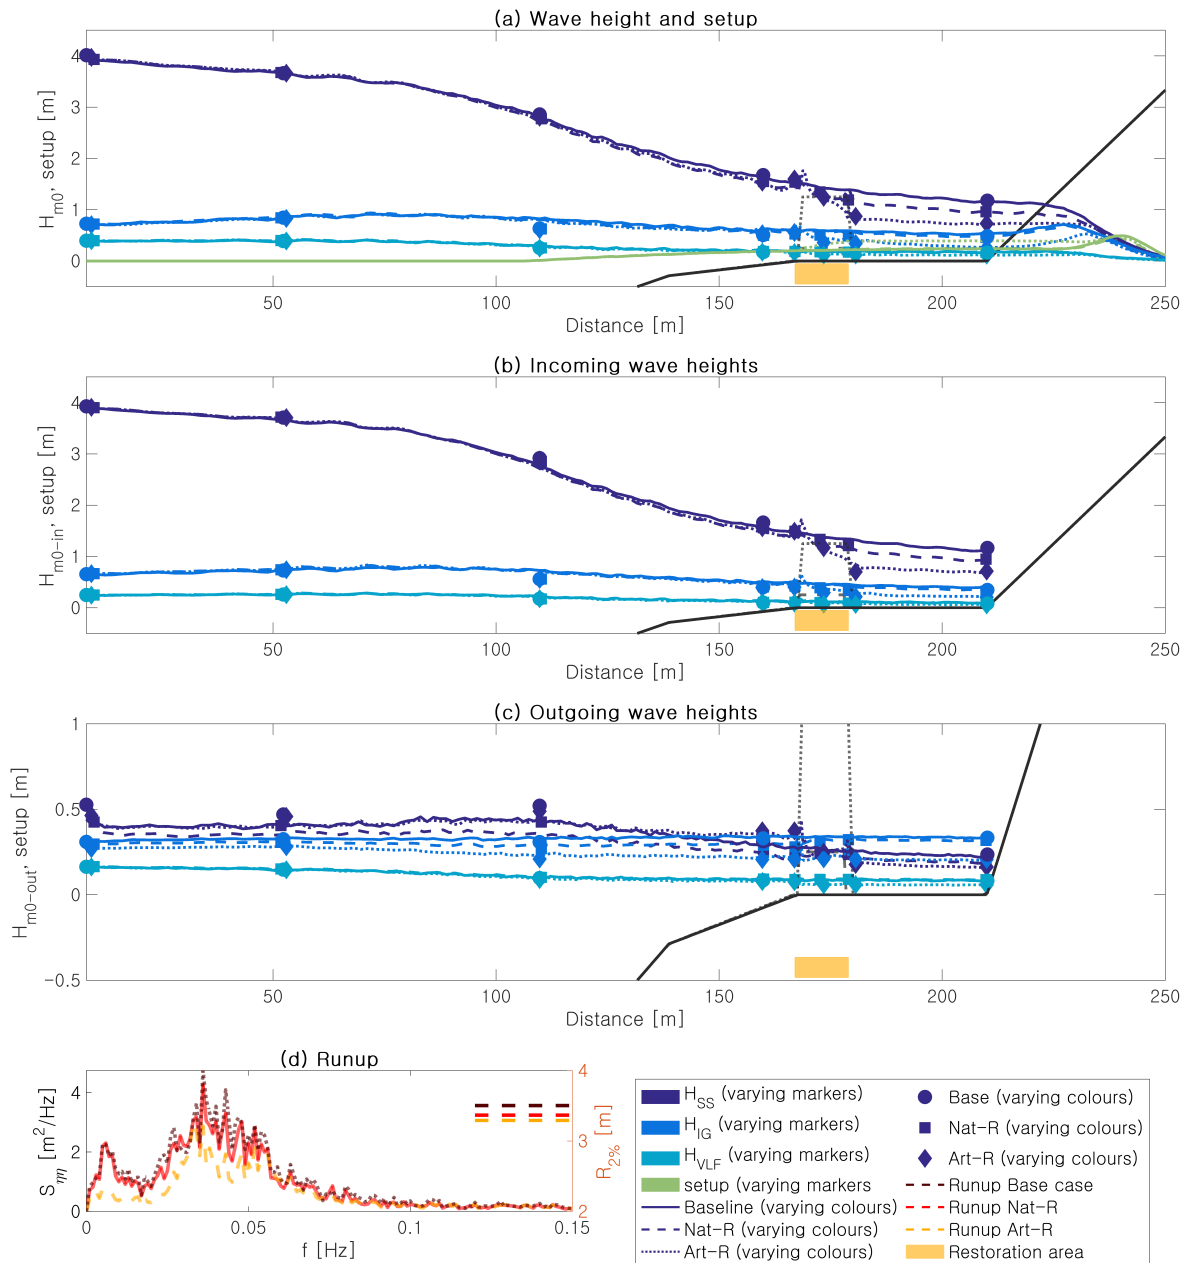 (a) Wave height and setup
4
3
2
1
0
H_m0, setup [m]
50
100
150
200
250
Distance [m]
(b) Incoming wave heights
4
3
2
1
0
H_m0-in, setup [m]
50
100
150
200
250
Distance [m]
(c) Outgoing wave heights
1
0.5
0
-0.5
H_m0-out, setup [m]
50
100
150
200
250
Distance [m]
(d) Runup
4
2
0
S_η [m²/Hz]
4
3
2
R_2% [m]
0
0.05
0.1
0.15
f [Hz]
H_SS (varying markers)
H_IG (varying markers)
H_VLF (varying markers)
setup (varying markers
Baseline (varying colours)
Nat-R (varying colours)
Art-R (varying colours)
Base (varying colours)
Nat-R (varying colours)
Art-R (varying colours)
Runup Base case
Runup Nat-R
Runup Art-R
Restoration area